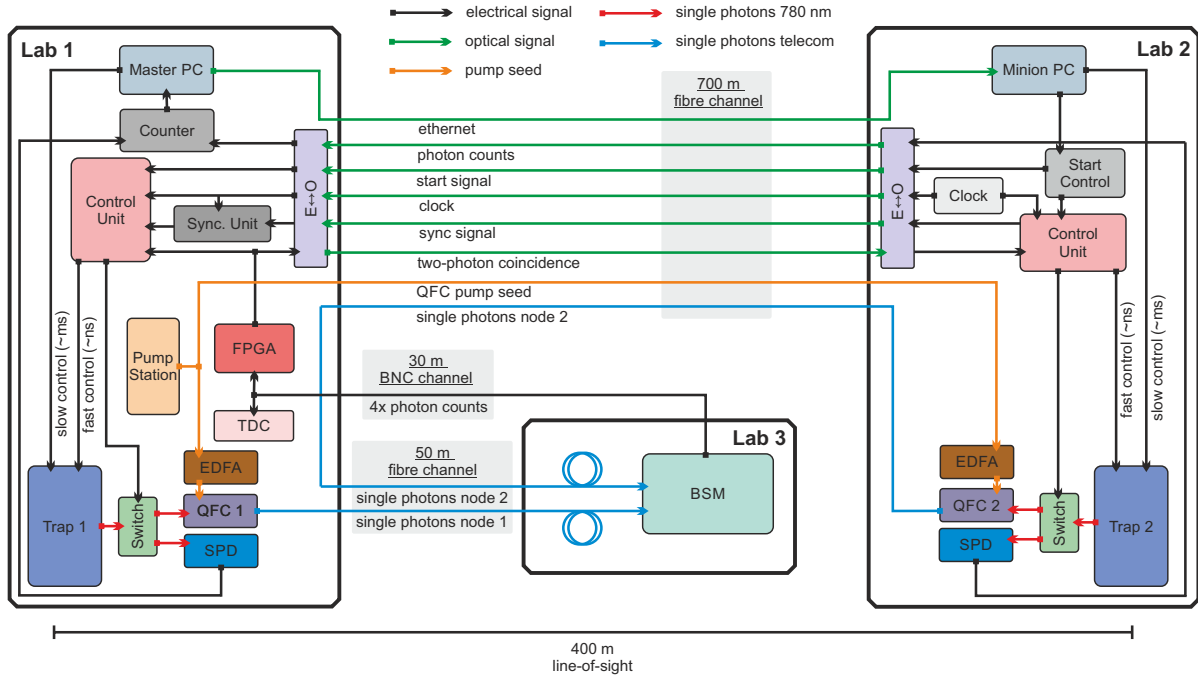 electrical signal
single photons 780 nm
optical signal
single photons telecom
pump seed
Lab 1
Lab 2
Master PC
Minion PC
700 m
fibre channel
Counter
ethernet
photon counts
start signal
clock
sync signal
two-photon coincidence
QFC pump seed
single photons node 2
E↔O
E↔O
Control
Unit
Sync. Unit
Start
Control
Clock
Control
Unit
slow control (~ms)
fast control (~ns)
Pump
Station
FPGA
TDC
30 m
BNC channel
4x photon counts
fast control (~ns)
slow control (~ms)
Lab 3
50 m
fibre channel
single photons node 2
single photons node 1
BSM
EDFA
QFC 1
SPD
Switch
Trap 1
EDFA
QFC 2
SPD
Switch
Trap 2
400 m
line-of-sight